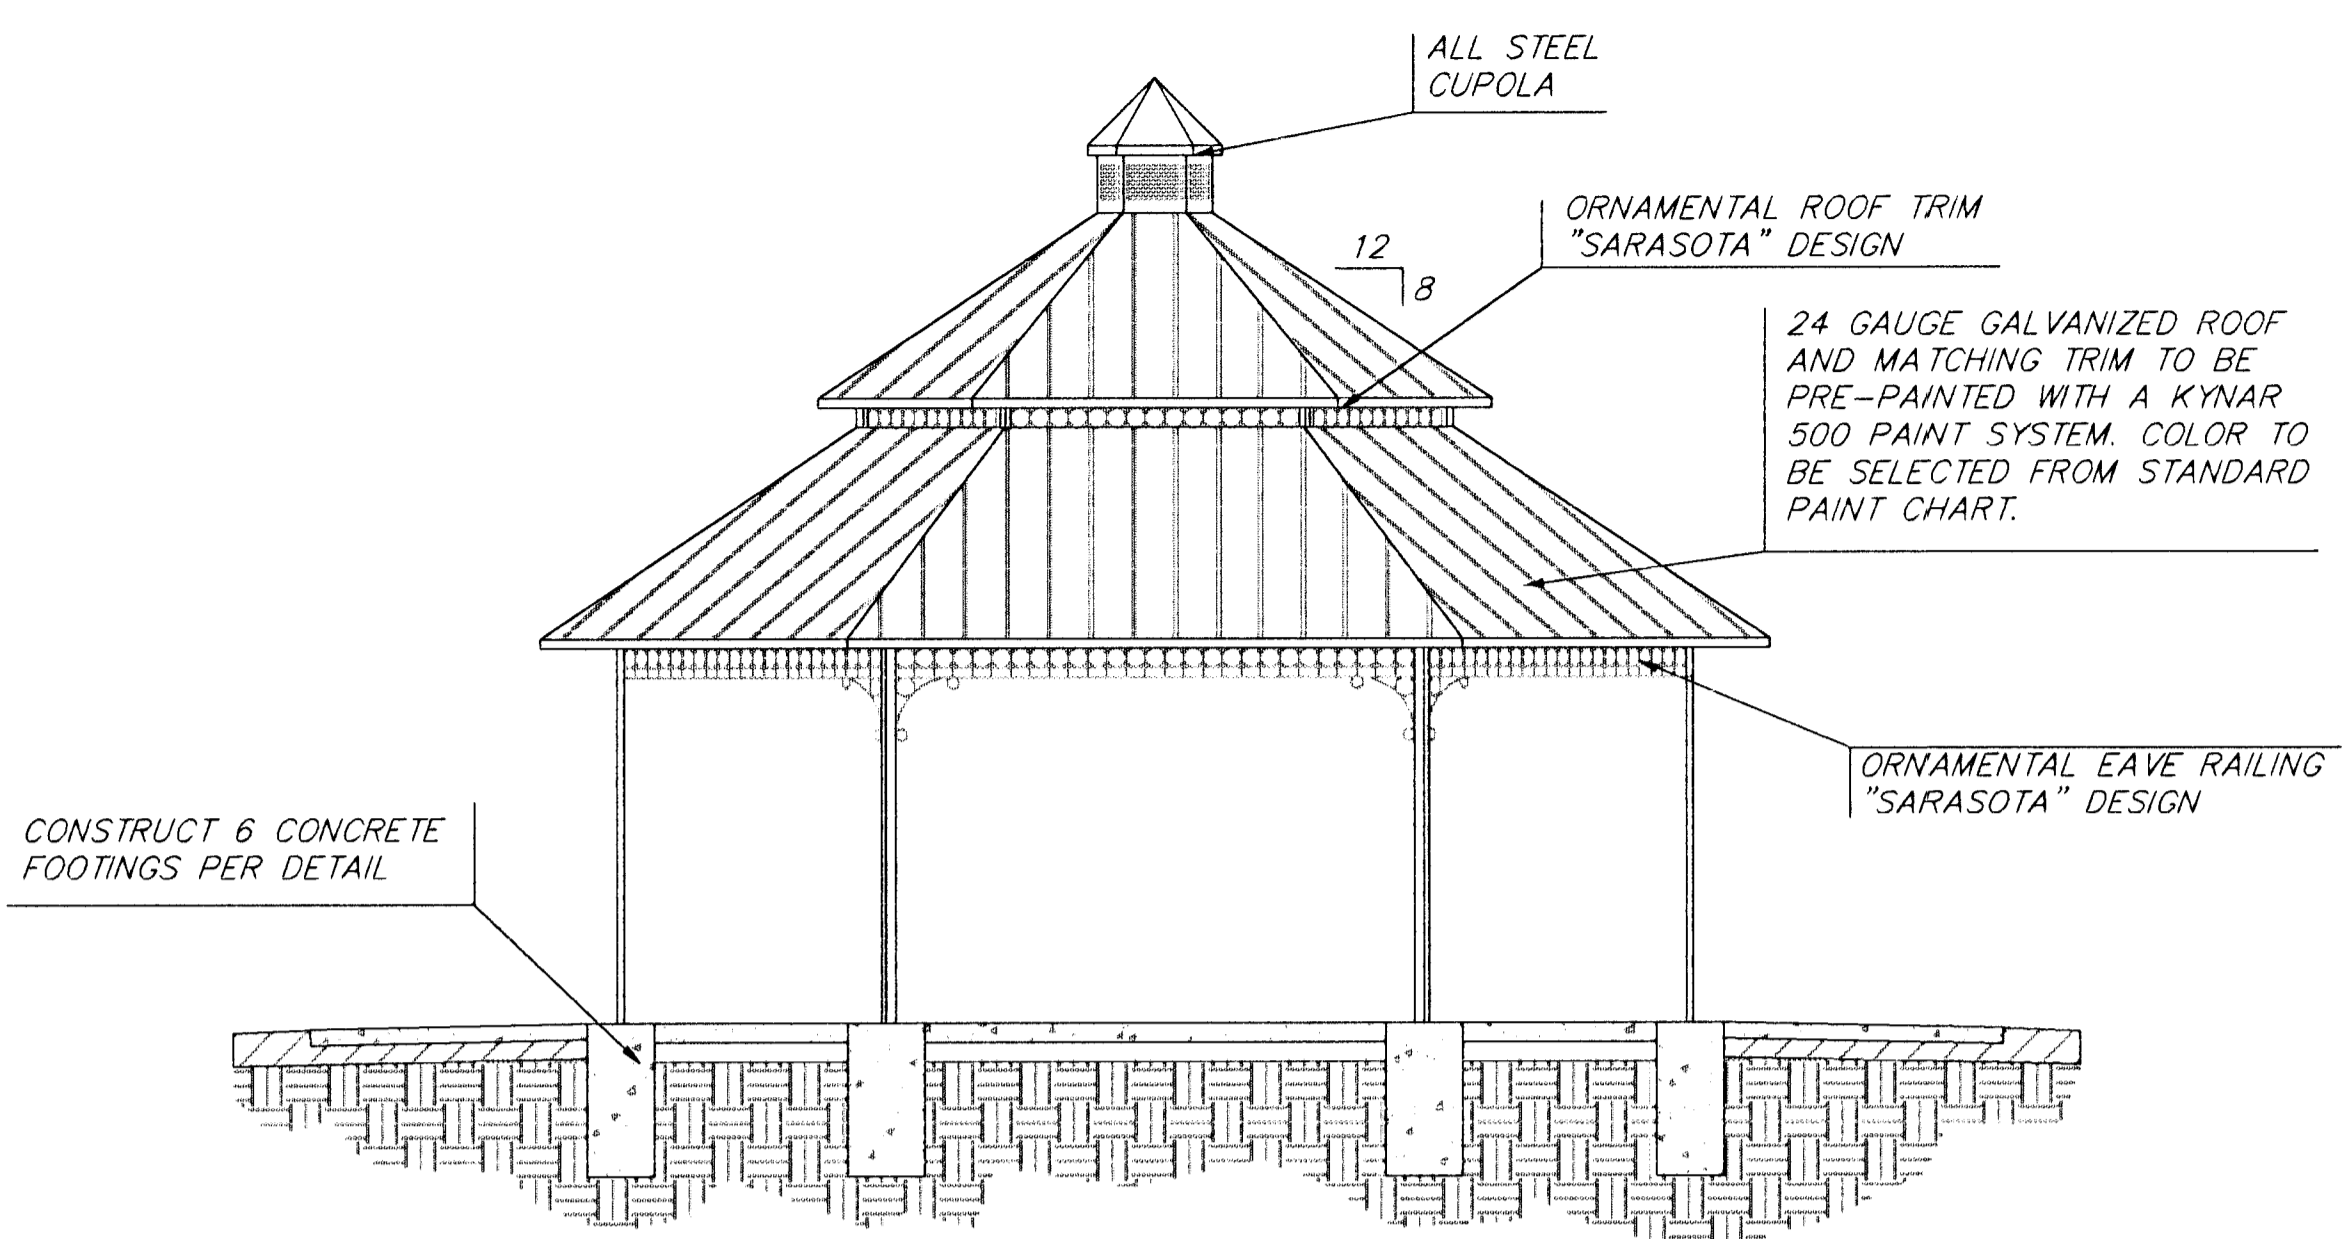 ALL STEEL
CUPOLA
ORNAMENTAL ROOF TRIM
"SARASOTA" DESIGN
12
8
24 GAUGE GALVANIZED ROOF
AND MATCHING TRIM TO BE
PRE-PAINTED WITH A KYNAR
500 PAINT SYSTEM. COLOR TO
BE SELECTED FROM STANDARD
PAINT CHART.
ORNAMENTAL EAVE RAILING
"SARASOTA" DESIGN
CONSTRUCT 6 CONCRETE
FOOTINGS PER DETAIL